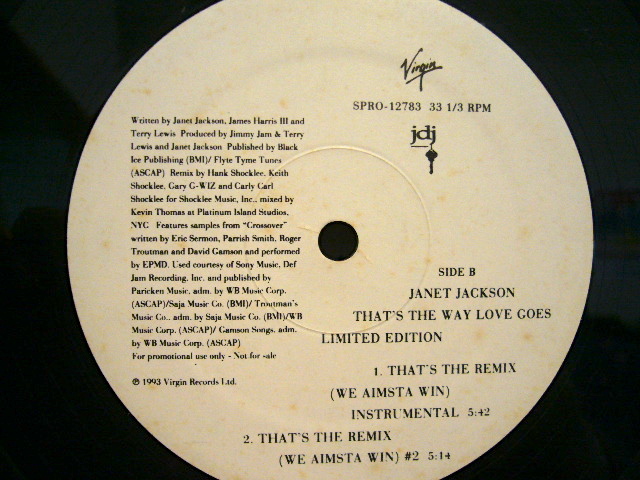 Virgin
SPRO-12783 33 1/3 RPM
jdj
Written by Janet Jackson, James Harris III and
Terry Lewis Produced by Jimmy Jam & Terry
Lewis and Janet Jackson Published by Black
Ice Publishing (BMI)/ Flyte Tyme Tunes
(ASCAP) Remix by Hank Shocklee, Keith
Shocklee, Gary G-WIZ and Carly Carl
Shocklee for Shocklee Music, Inc., mixed by
Kevin Thomas at Platinum Island Studios,
NYC Features samples from "Crossover"
written by Eric Sermon, Parrish Smith, Roger
Troutman and David Gamson and performed
by EPMD. Used courtesy of Sony Music, Def
Jam Recording, Inc. and published by
Paricken Music, adm. by WB Music Corp.
(ASCAP)/Saja Music Co. (BMI)/ Troutman's
Music Co., adm. by Saja Music Co. (BMI)/WB
Music Corp. (ASCAP)/ Gamson Songs, adm.
by WB Music Corp. (ASCAP)
For promotional use only - Not for sale
℗ 1993 Virgin Records Ltd.
SIDE B
JANET JACKSON
THAT'S THE WAY LOVE GOES
LIMITED EDITION
1. THAT'S THE REMIX
(WE AIMSTA WIN)
INSTRUMENTAL 5:42
2. THAT'S THE REMIX
(WE AIMSTA WIN) #2 5:14